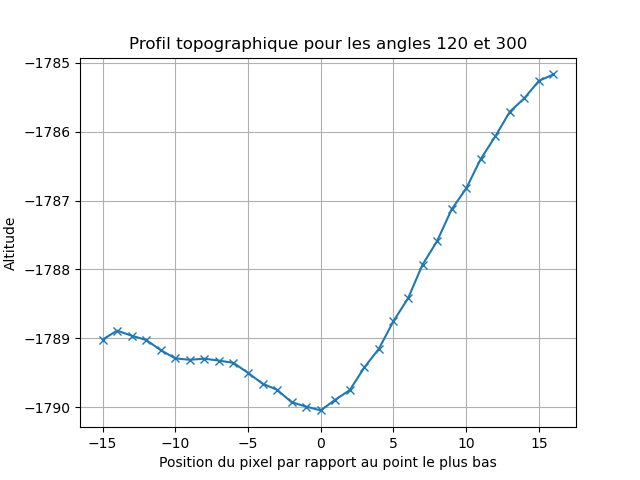 Profil topographique pour les angles 120 et 300
−1785
−1786
−1787
−1788
−1789
−1790
Altitude
−15 −10 −5 0 5 10 15
Position du pixel par rapport au point le plus bas